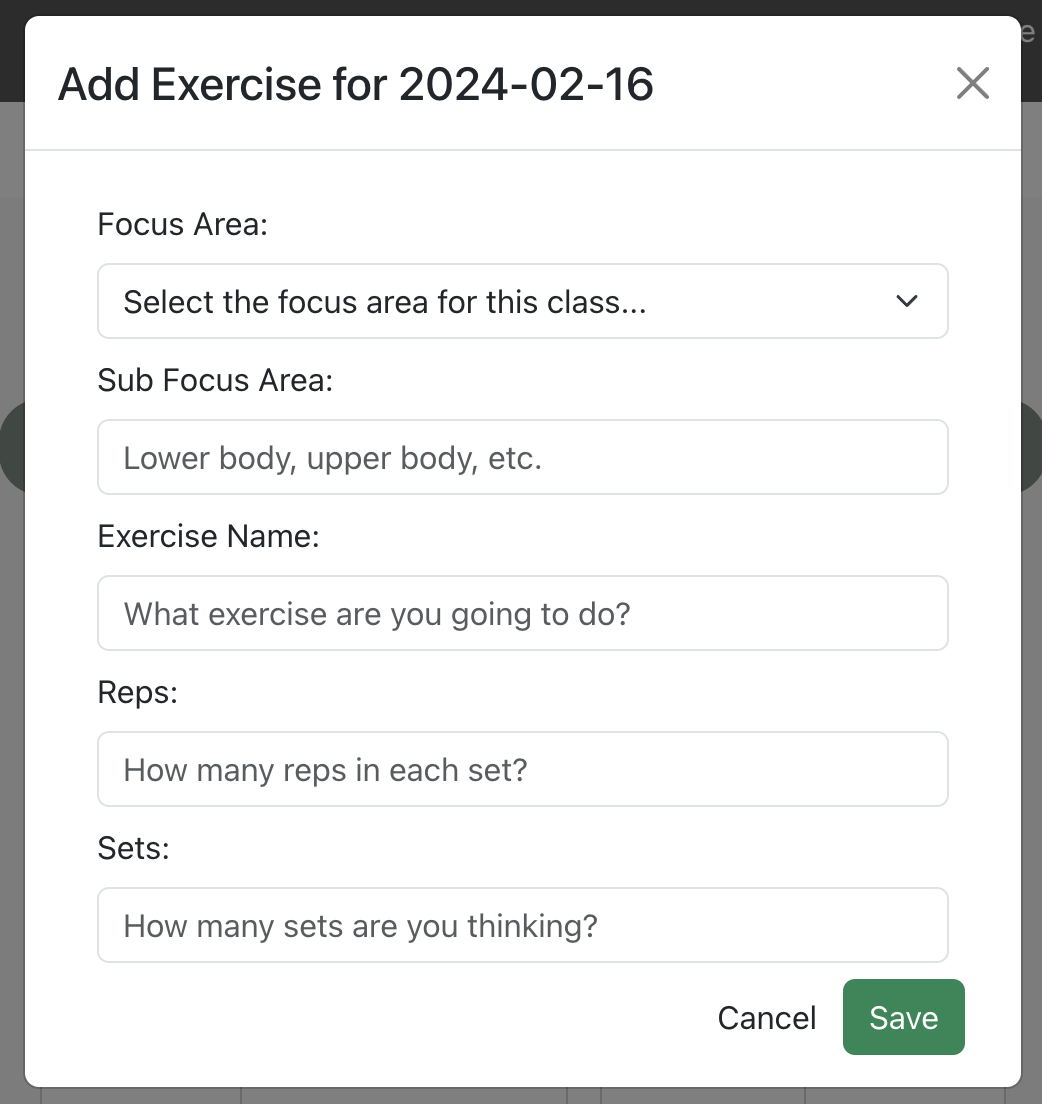 Add Exercise for 2024-02-16
Focus Area:
Select the focus area for this class...
Sub Focus Area:
Lower body, upper body, etc.
Exercise Name:
What exercise are you going to do?
Reps:
How many reps in each set?
Sets:
How many sets are you thinking?
Cancel
Save